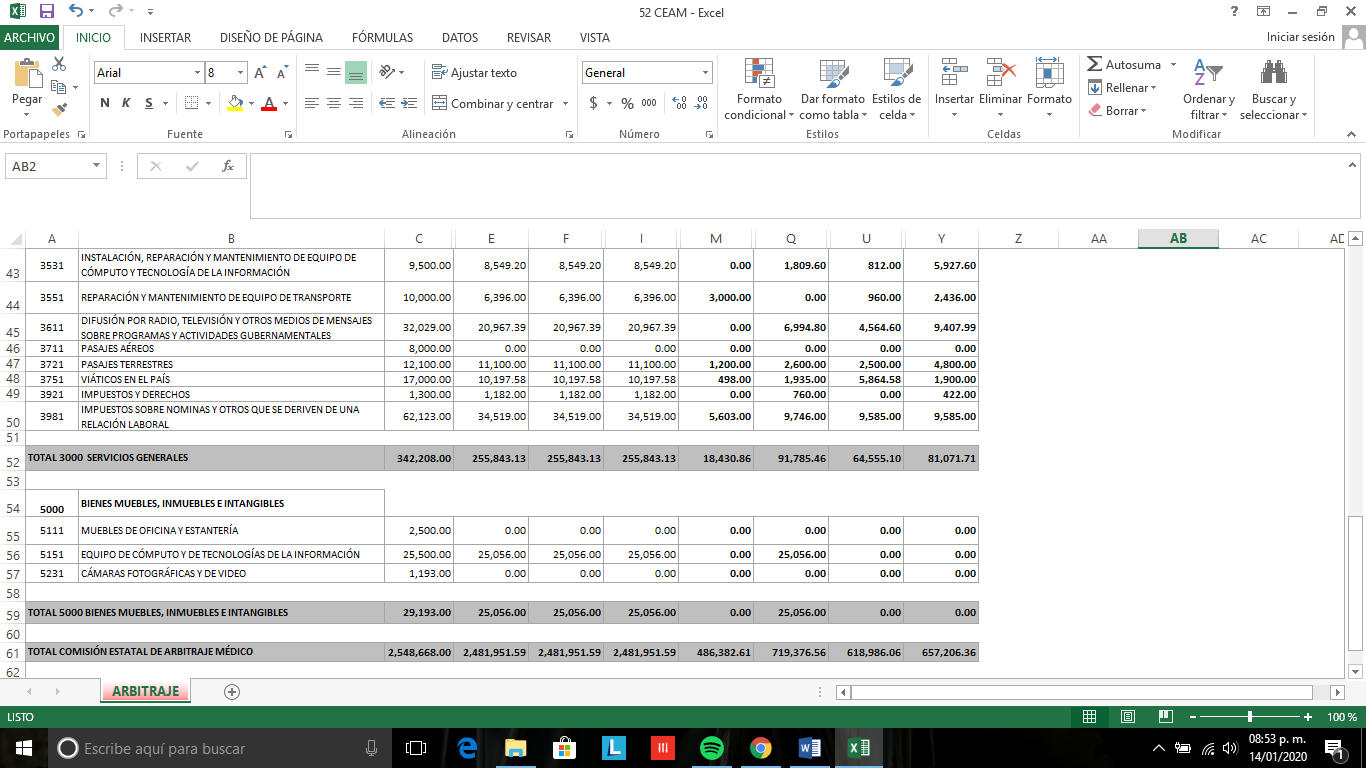 52 CEAM - Excel
?
ARCHIVO INICIO INSERTAR DISEÑO DE PÁGINA FÓRMULAS DATOS REVISAR VISTA Iniciar sesión
Pegar
Arial 8
N K S
Ajustar texto
Combinar y centrar
General
$ % 000
Formato condicional
Dar formato como tabla
Estilos de celda
Insertar Eliminar Formato
Autosuma
Rellenar
Borrar
Ordenar y filtrar
Buscar y seleccionar
Portapapeles Fuente Alineación Número Estilos Celdas Modificar
AB2 fx
A B C E F I M Q U Y Z AA AB AC AD
43 3531 INSTALACIÓN, REPARACIÓN Y MANTENIMIENTO DE EQUIPO DE CÓMPUTO Y TECNOLOGÍA DE LA INFORMACIÓN 9,500.00 8,549.20 8,549.20 8,549.20 0.00 1,809.60 812.00 5,927.60
44 3551 REPARACIÓN Y MANTENIMIENTO DE EQUIPO DE TRANSPORTE 10,000.00 6,396.00 6,396.00 6,396.00 3,000.00 0.00 960.00 2,436.00
45 3611 DIFUSIÓN POR RADIO, TELEVISIÓN Y OTROS MEDIOS DE MENSAJES SOBRE PROGRAMAS Y ACTIVIDADES GUBERNAMENTALES 32,029.00 20,967.39 20,967.39 20,967.39 0.00 6,994.80 4,564.60 9,407.99
46 3711 PASAJES AÉREOS 8,000.00 0.00 0.00 0.00 0.00 0.00 0.00 0.00
47 3721 PASAJES TERRESTRES 12,100.00 11,100.00 11,100.00 11,100.00 1,200.00 2,600.00 2,500.00 4,800.00
48 3751 VIÁTICOS EN EL PAÍS 17,000.00 10,197.58 10,197.58 10,197.58 498.00 1,935.00 5,864.58 1,900.00
49 3921 IMPUESTOS Y DERECHOS 1,300.00 1,182.00 1,182.00 1,182.00 0.00 760.00 0.00 422.00
50 3981 IMPUESTOS SOBRE NOMINAS Y OTROS QUE SE DERIVEN DE UNA RELACIÓN LABORAL 62,123.00 34,519.00 34,519.00 34,519.00 5,603.00 9,746.00 9,585.00 9,585.00
51
52 TOTAL 3000 SERVICIOS GENERALES 342,208.00 255,843.13 255,843.13 255,843.13 18,430.86 91,785.46 64,555.10 81,071.71
53
54 5000 BIENES MUEBLES, INMUEBLES E INTANGIBLES
55 5111 MUEBLES DE OFICINA Y ESTANTERÍA 2,500.00 0.00 0.00 0.00 0.00 0.00 0.00 0.00
56 5151 EQUIPO DE CÓMPUTO Y DE TECNOLOGÍAS DE LA INFORMACIÓN 25,500.00 25,056.00 25,056.00 25,056.00 0.00 25,056.00 0.00 0.00
57 5231 CÁMARAS FOTOGRÁFICAS Y DE VIDEO 1,193.00 0.00 0.00 0.00 0.00 0.00 0.00 0.00
58
59 TOTAL 5000 BIENES MUEBLES, INMUEBLES E INTANGIBLES 29,193.00 25,056.00 25,056.00 25,056.00 0.00 25,056.00 0.00 0.00
60
61 TOTAL COMISIÓN ESTATAL DE ARBITRAJE MÉDICO 2,548,668.00 2,481,951.59 2,481,951.59 2,481,951.59 486,382.61 719,376.56 618,986.06 657,206.36
62
ARBITRAJE
LISTO 100 %
Escribe aquí para buscar
08:53 p. m.
14/01/2020
1